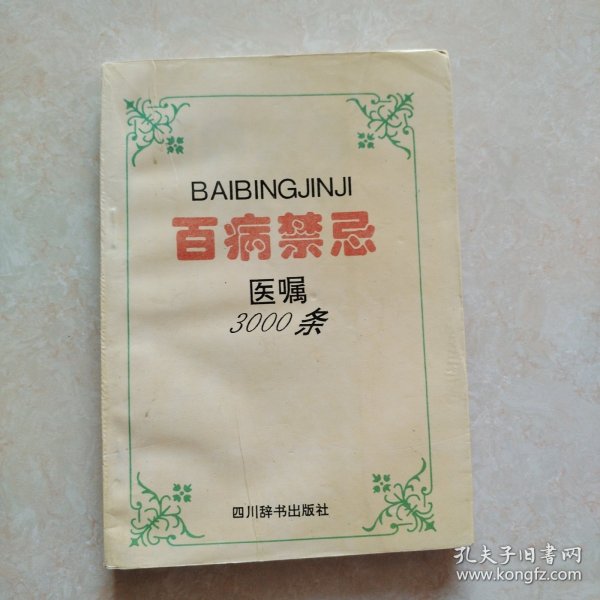 BAIBINGJINJI
百病禁忌
医嘱
3000条
四川辞书出版社
孔夫子旧书网
www.kongfz.com